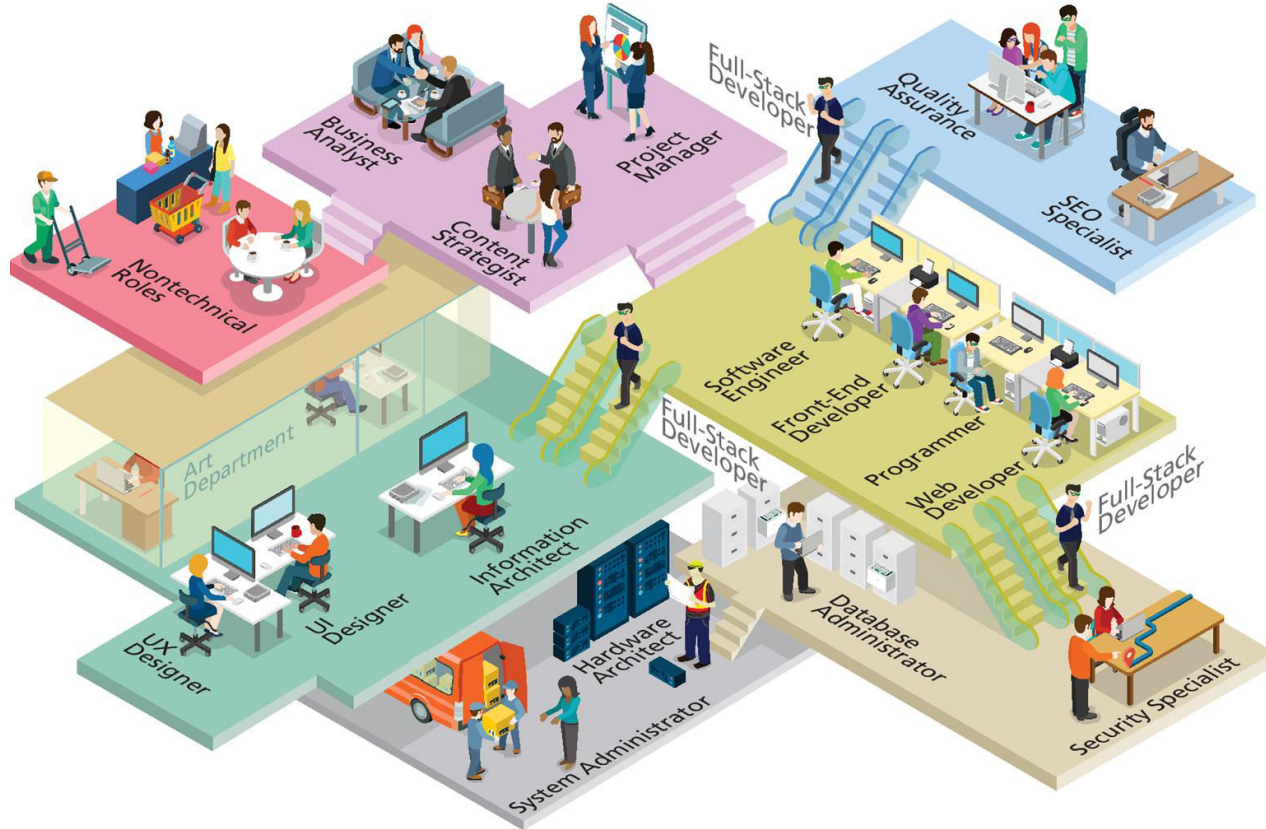 Business
Analyst
Project
Manager
Full-Stack
Developer
Quality
Assurance
Nontechnical
Roles
Content
Strategist
SEO
Specialist
Software
Engineer
Front-End
Developer
Programmer
Web
Developer
Art
Department
Full-Stack
Developer
Full-Stack
Developer
Information
Architect
UI
Designer
UX
Designer
Hardware
Architect
Database
Administrator
System Administrator
Security Specialist